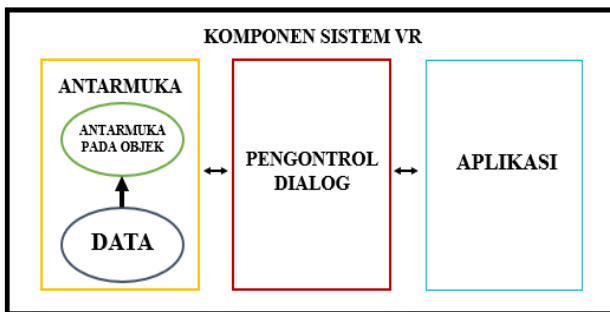 KOMPONEN SISTEM VR
ANTARMUKA
ANTARMUKA
PADA OBJEK
DATA
PENGONTROL
DIALOG
APLIKASI